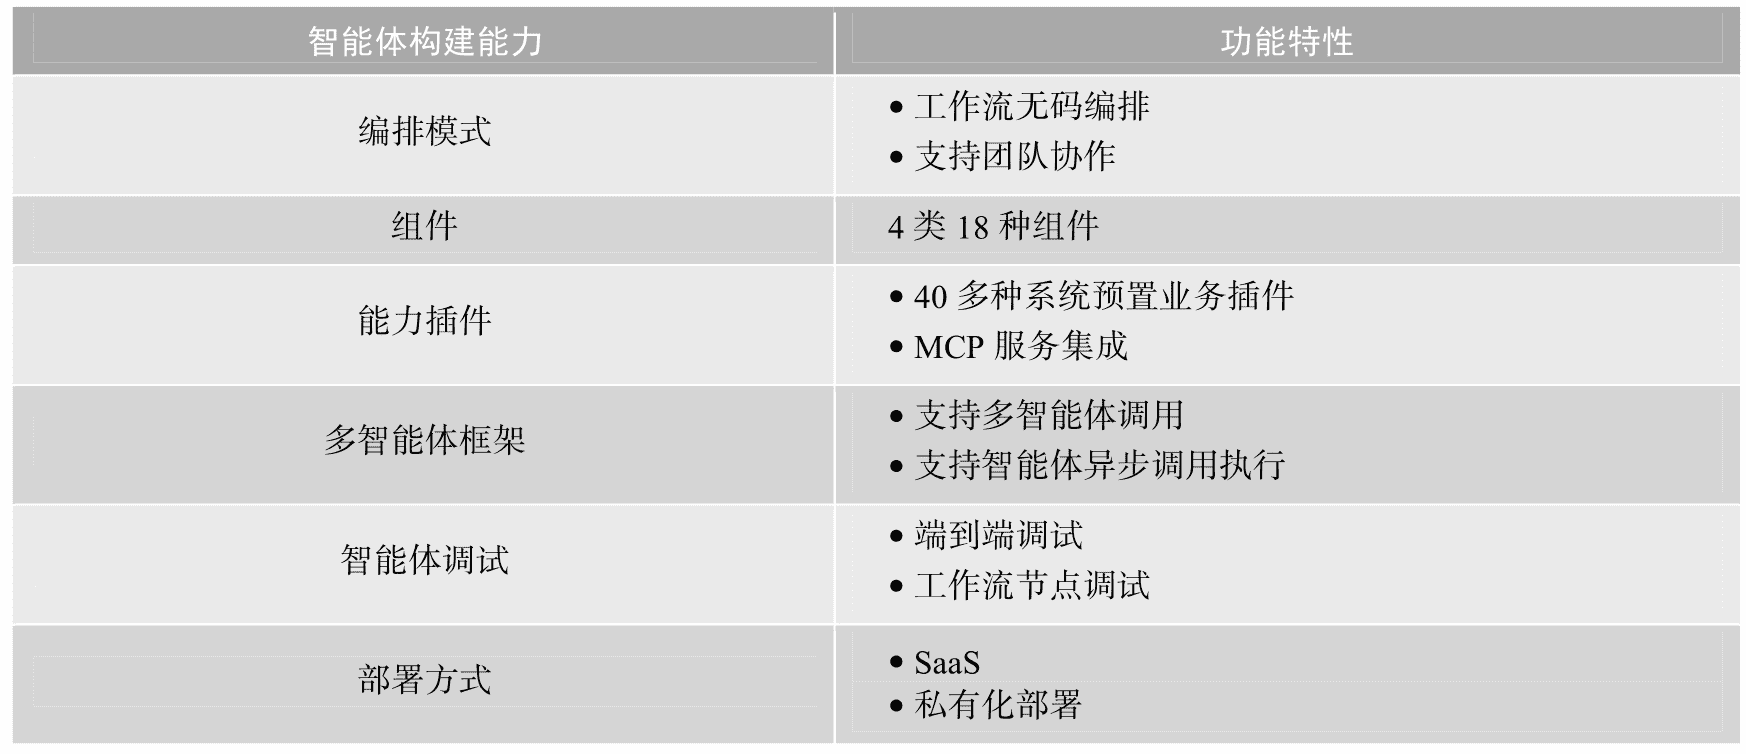 智能体构建能力
功能特性
编排模式
• 工作流无码编排
• 支持团队协作
组件
4 类 18 种组件
能力插件
• 40 多种系统预置业务插件
• MCP 服务集成
多智能体框架
• 支持多智能体调用
• 支持智能体异步调用执行
智能体调试
• 端到端调试
• 工作流节点调试
部署方式
• SaaS
• 私有化部署